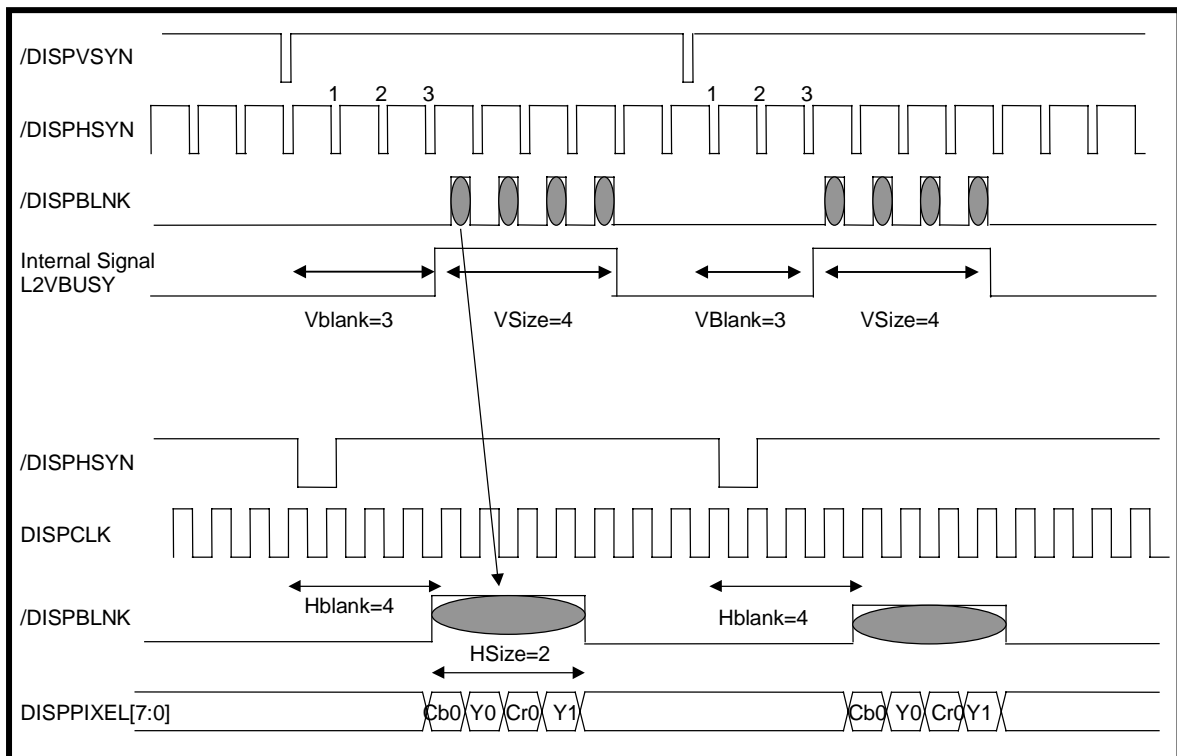 /DISPVSYN
1 2 3 1 2 3
/DISPHSYN
/DISPBLNK
Internal Signal
L2VBUSY
Vblank=3 VSize=4 VBlank=3 VSize=4
/DISPHSYN
DISPCLK
Hblank=4 Hblank=4
/DISPBLNK
HSize=2
DISPPIXEL[7:0] Cb0 Y0 Cr0 Y1 Cb0 Y0 Cr0 Y1